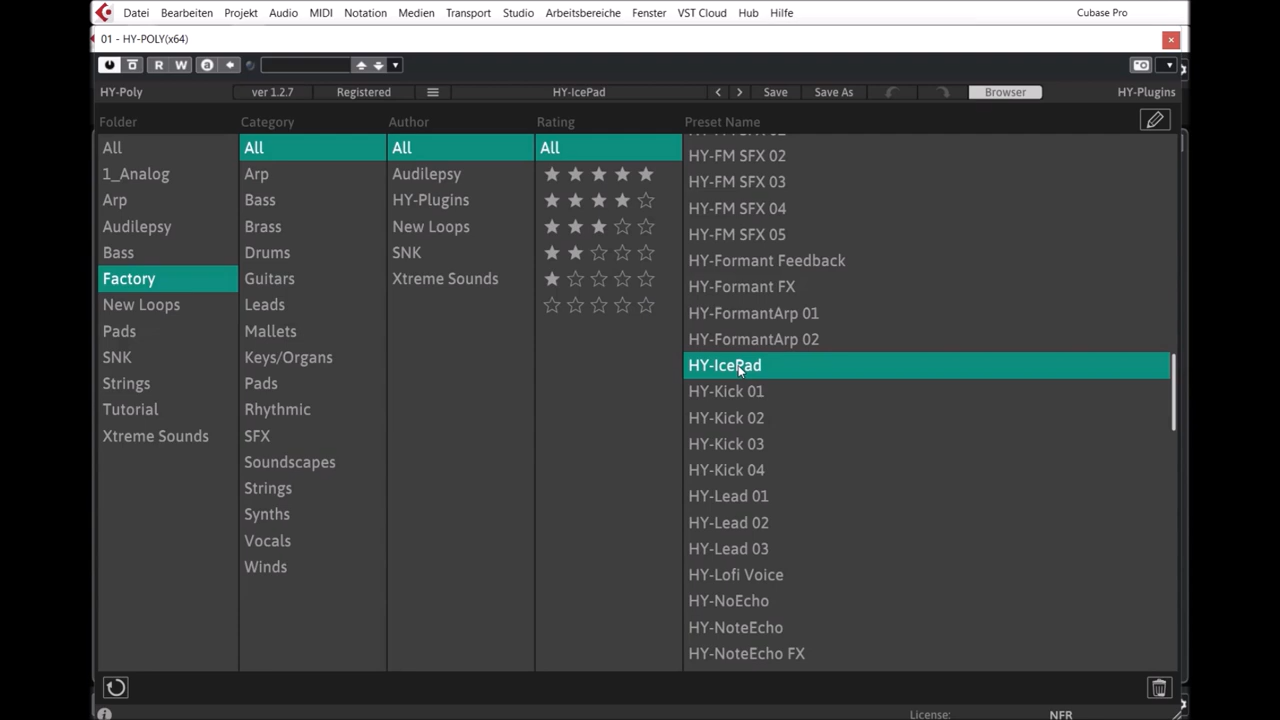 Datei Bearbeiten Projekt Audio MIDI Notation Medien Transport Studio Arbeitsbereiche Fenster VST Cloud Hub Hilfe Cubase Pro
01 - HY-POLY(x64)
R W
HY-Poly ver 1.2.7 Registered HY-IcePad < > Save Save As Browser HY-Plugins
Folder Category Author Rating Preset Name
All
1_Analog
Arp
Audilepsy
Bass
Factory
New Loops
Pads
SNK
Strings
Tutorial
Xtreme Sounds
All
Arp
Bass
Brass
Drums
Guitars
Leads
Mallets
Keys/Organs
Pads
Rhythmic
SFX
Soundscapes
Strings
Synths
Vocals
Winds
All
Audilepsy
HY-Plugins
New Loops
SNK
Xtreme Sounds
All
HY-FM SFX 02
HY-FM SFX 03
HY-FM SFX 04
HY-FM SFX 05
HY-Formant Feedback
HY-Formant FX
HY-FormantArp 01
HY-FormantArp 02
HY-IcePad
HY-Kick 01
HY-Kick 02
HY-Kick 03
HY-Kick 04
HY-Lead 01
HY-Lead 02
HY-Lead 03
HY-Lofi Voice
HY-NoEcho
HY-NoteEcho
HY-NoteEcho FX
License: NFR